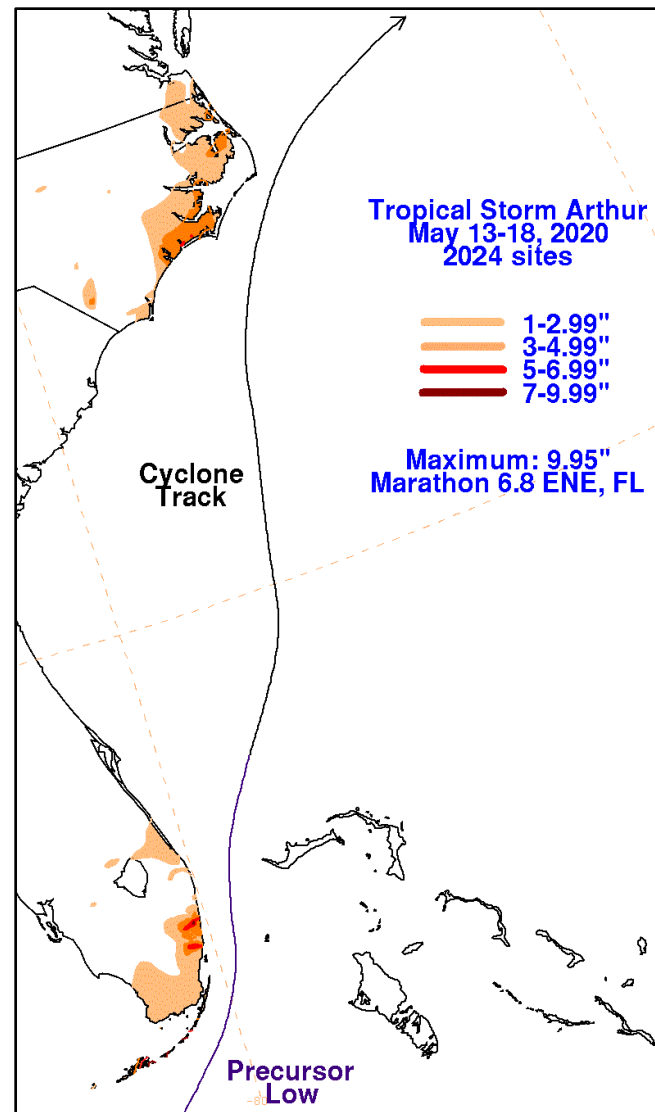 Tropical Storm Arthur
May 13-18, 2020
2024 sites
1-2.99"
3-4.99"
5-6.99"
7-9.99"
Cyclone
Track
Maximum: 9.95"
Marathon 6.8 ENE, FL
Precursor
Low
-80